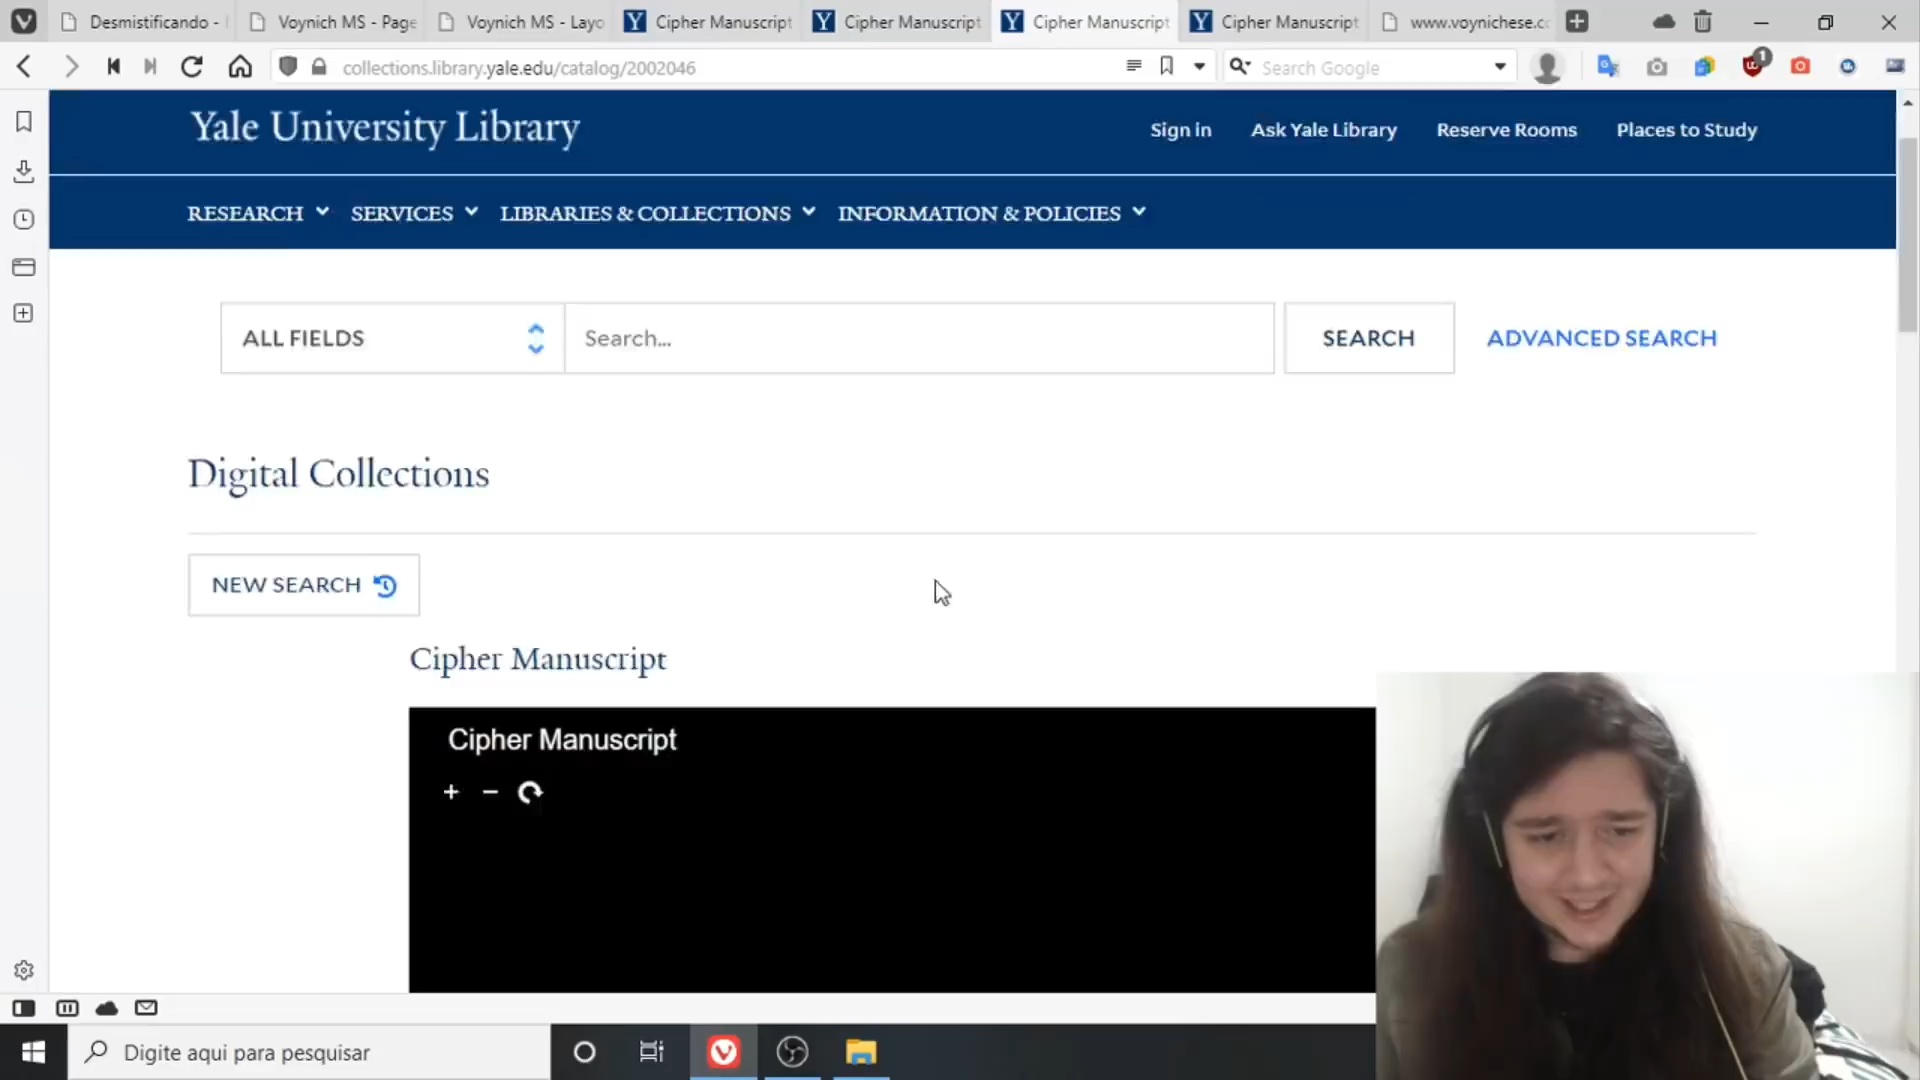 Desmistificando -
Voynich MS - Page
Voynich MS - Layo
Cipher Manuscript
Cipher Manuscript
Cipher Manuscript
Cipher Manuscript
www.voynichese.c
collections.library.yale.edu/catalog/2002046
Search Google
1
Yale University Library
Sign in
Ask Yale Library
Reserve Rooms
Places to Study
RESEARCH
SERVICES
LIBRARIES & COLLECTIONS
INFORMATION & POLICIES
ALL FIELDS
Search...
SEARCH
ADVANCED SEARCH
Digital Collections
NEW SEARCH
Cipher Manuscript
Cipher Manuscript
Digite aqui para pesquisar